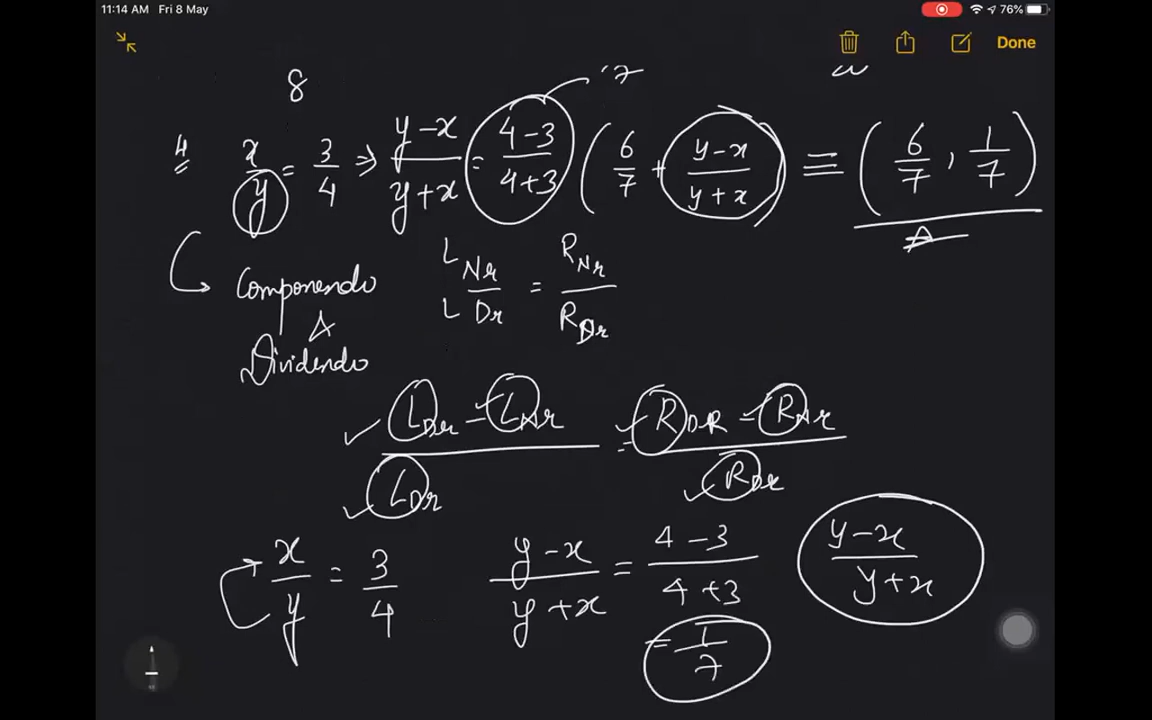 11:14 AM Fri 8 May 76%
Done
8 7
4 x/y = 3/4 ⇒ y-x/y+x = 4-3/4+3 (6/7 + y-x/y+x) ≡ (6/7, 1/7)
A
Componendo L Nr/L Dr = R Nr/R Dr
&
Dividendo
L Dr - L Nr/L Dr = R DR - R Nr/R Dr
x/y = 3/4 y-x/y+x = 4-3/4+3 y-x/y+x
= 1/7